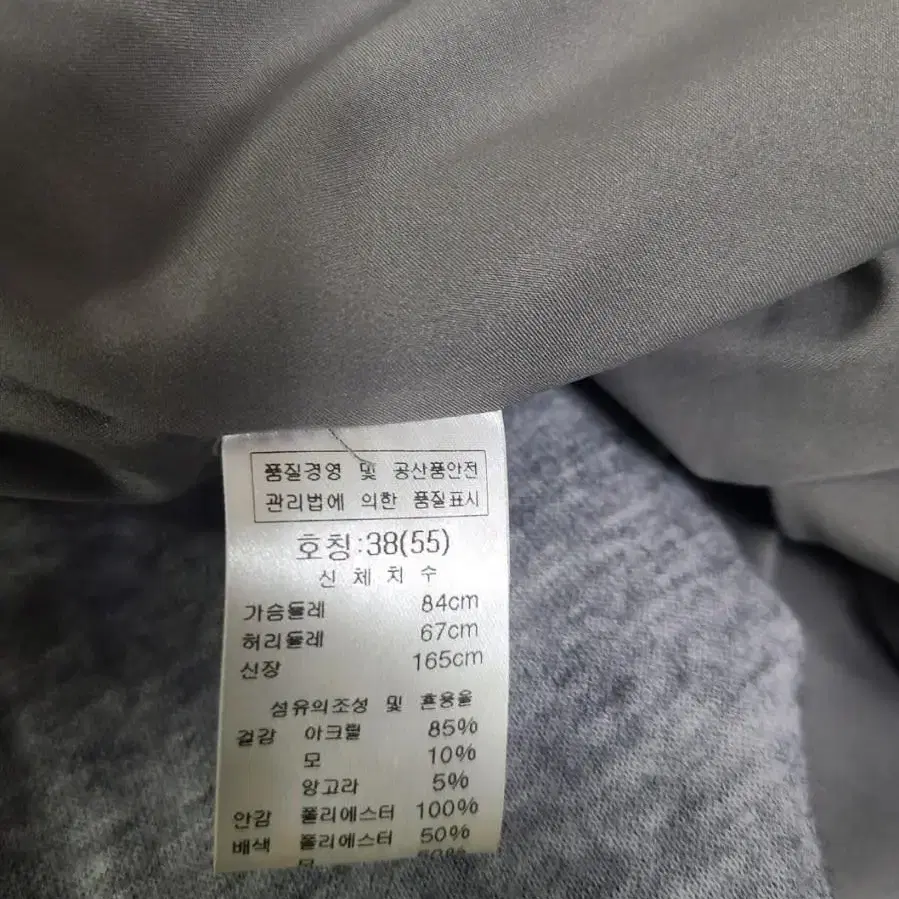 품질경영 및 공산품안전
관리법에 의한 품질표시
호칭:38(55)
신체치수
가슴둘레 84cm
허리둘레 67cm
신장 165cm
섬유의조성 및 혼용율
겉감 아크릴 85%
모 10%
앙고라 5%
안감 폴리에스터 100%
배색 폴리에스터 50%
모 50%